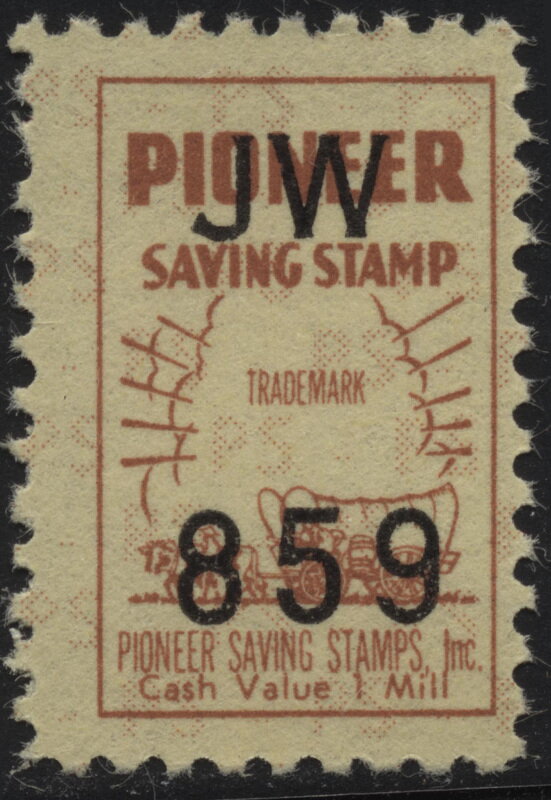 PIONEER
JW
SAVING STAMP
TRADEMARK
859
PIONEER SAVING STAMPS, Inc.
Cash Value 1 Mill